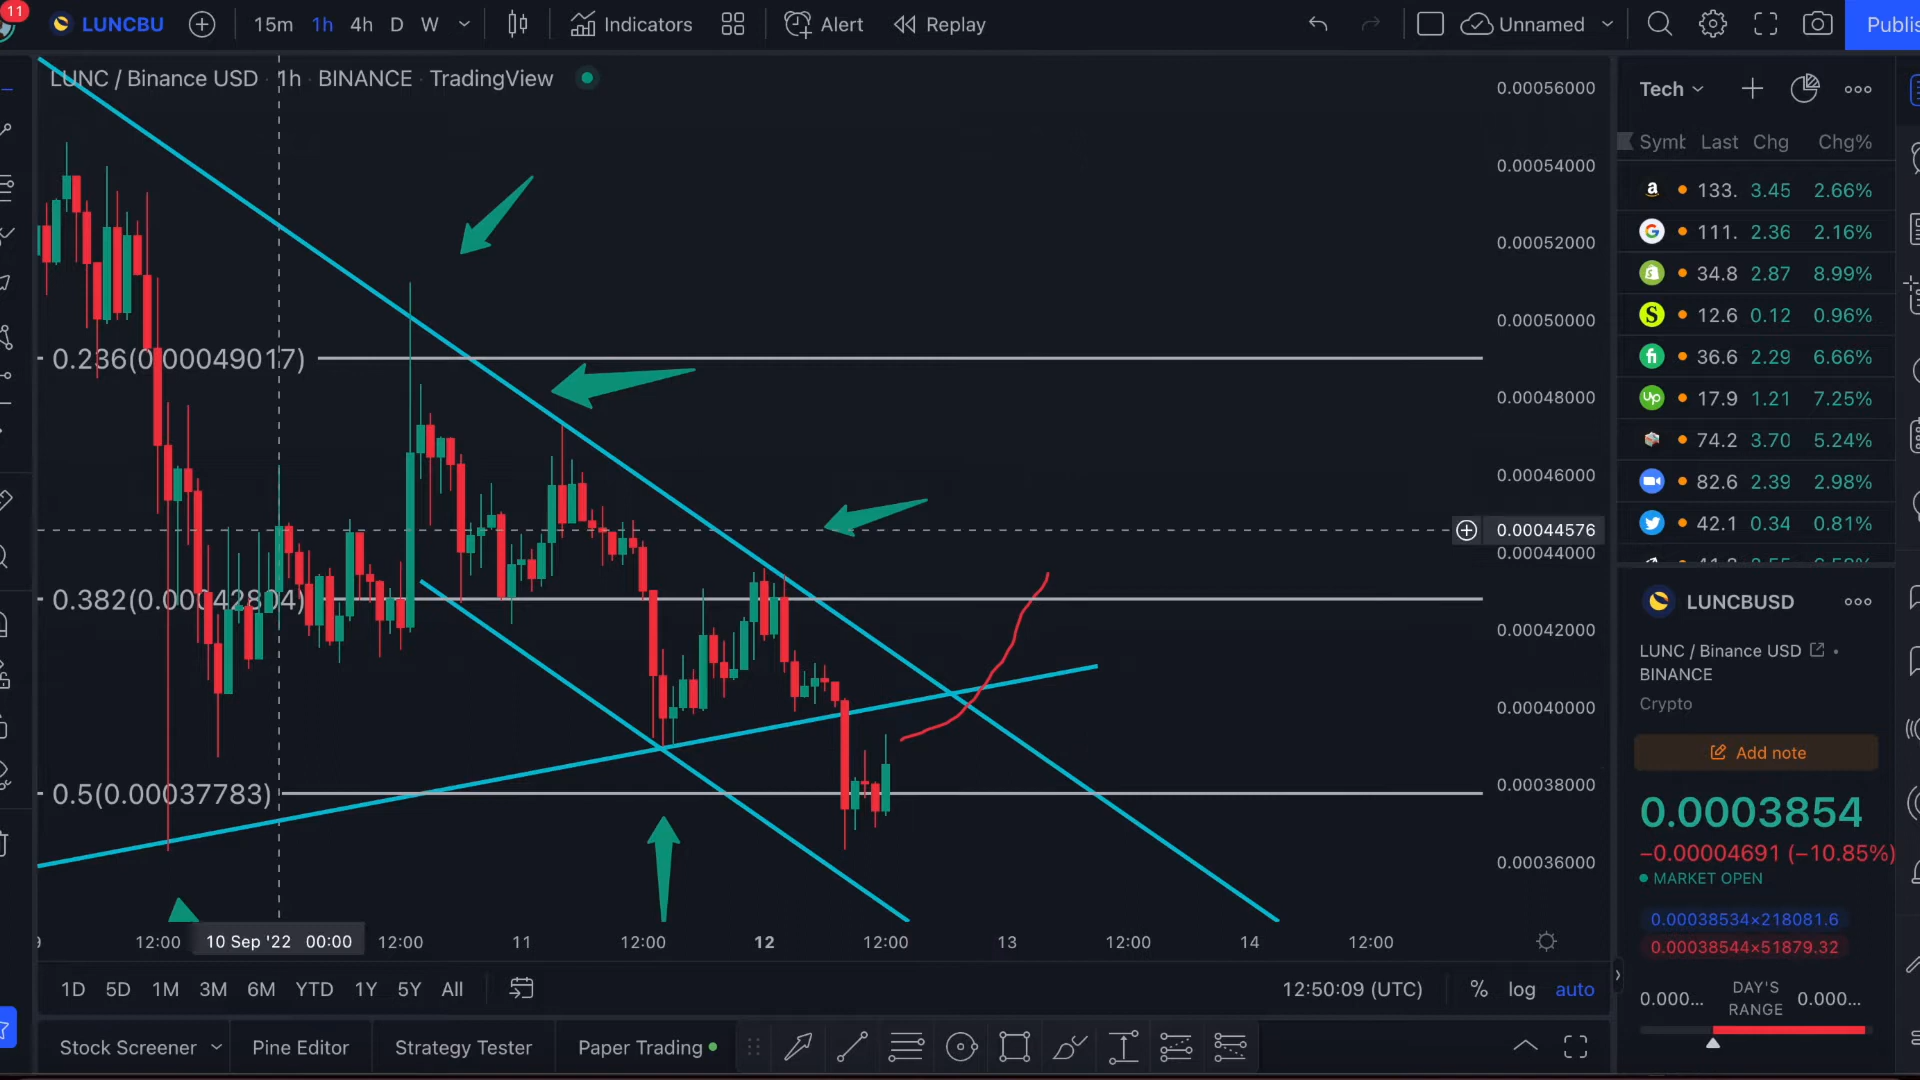 11
LUNCBU
15m 1h 4h D W
Indicators
Alert
Replay
Unnamed
Publis
LUNC / Binance USD · 1h · BINANCE · TradingView
0.236(0.00049017)
0.382(0.00042804)
0.5(0.00037783)
0.00056000
0.00054000
0.00052000
0.00050000
0.00048000
0.00046000
0.00044576
0.00044000
0.00042000
0.00040000
0.00038000
0.00036000
12:00 10 Sep '22 00:00 12:00 11 12:00 12 12:00 13 12:00 14 12:00
1D 5D 1M 3M 6M YTD 1Y 5Y All
12:50:09 (UTC) % log auto
Stock Screener Pine Editor Strategy Tester Paper Trading
Tech
Symb Last Chg Chg%
133. 3.45 2.66%
111. 2.36 2.16%
34.8 2.87 8.99%
12.6 0.12 0.96%
36.6 2.29 6.66%
17.9 1.21 7.25%
74.2 3.70 5.24%
82.6 2.39 2.98%
42.1 0.34 0.81%
LUNCBUSD
LUNC / Binance USD
BINANCE
Crypto
Add note
0.0003854
−0.00004691 (−10.85%)
MARKET OPEN
0.00038534×218081.6
0.00038544×51879.32
0.000... DAY'S RANGE 0.000...